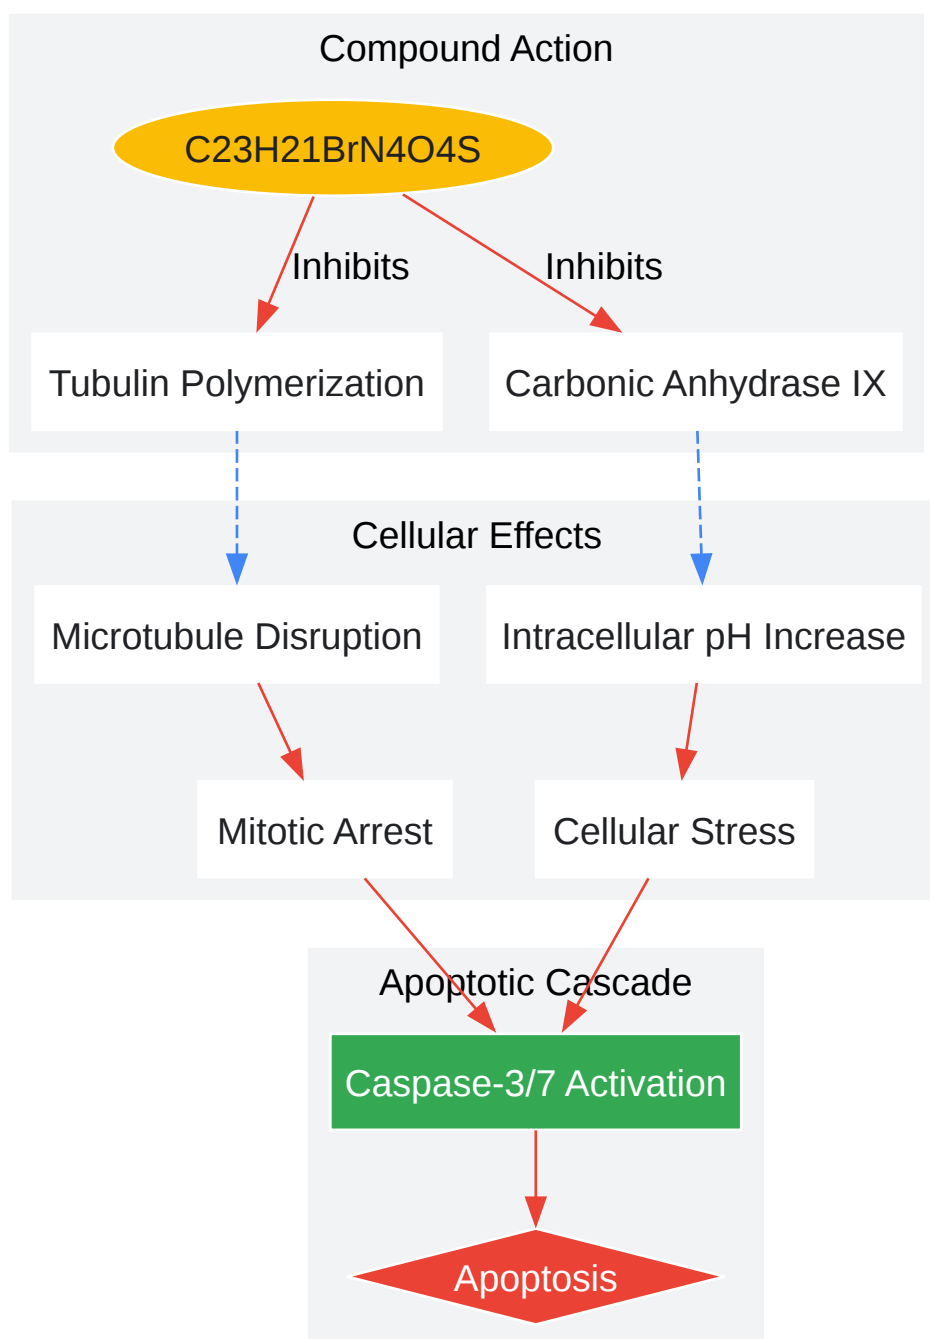 Compound Action
C23H21BrN4O4S
Inhibits
Inhibits
Tubulin Polymerization
Carbonic Anhydrase IX
Cellular Effects
Microtubule Disruption
Intracellular pH Increase
Mitotic Arrest
Cellular Stress
Apoptotic Cascade
Caspase-3/7 Activation
Apoptosis